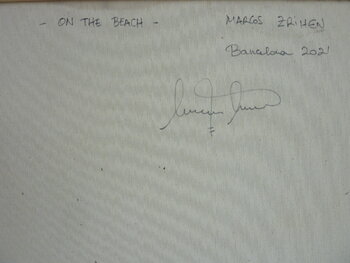 - ON THE BEACH -
MARCOS ZRIHEN
Barcelona 2021